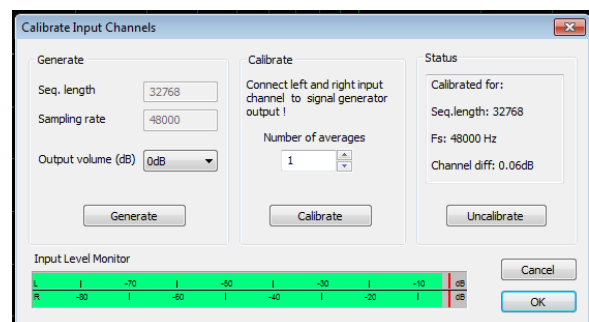 Calibrate Input Channels
Generate
Seq. length 32768
Sampling rate 48000
Output volume (dB) 0dB
Generate
Calibrate
Connect left and right input
channel to signal generator
output !
Number of averages
1
Calibrate
Status
Calibrated for:
Seq.length: 32768
Fs: 48000 Hz
Channel diff: 0.06dB
Uncalibrate
Input Level Monitor
L -70 -50 -30 -10 dB
R -80 -60 -40 -20 dB
Cancel
OK